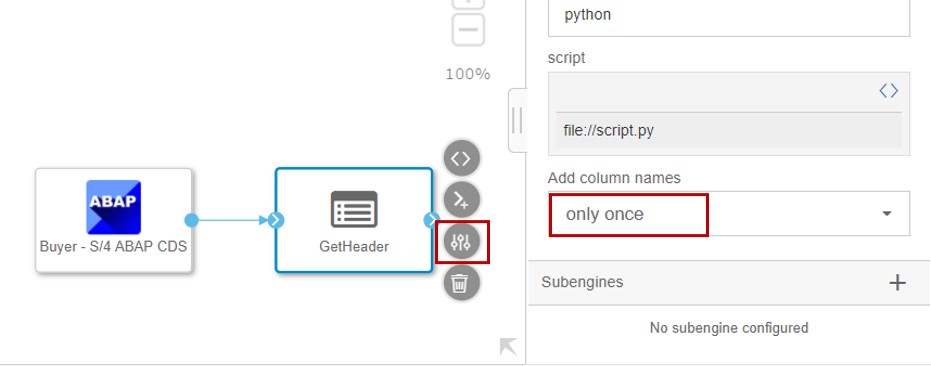 100%
ABAP
Buyer - S/4 ABAP CDS
GetHeader
python
script
file://script.py
Add column names
only once
Subengines
No subengine configured